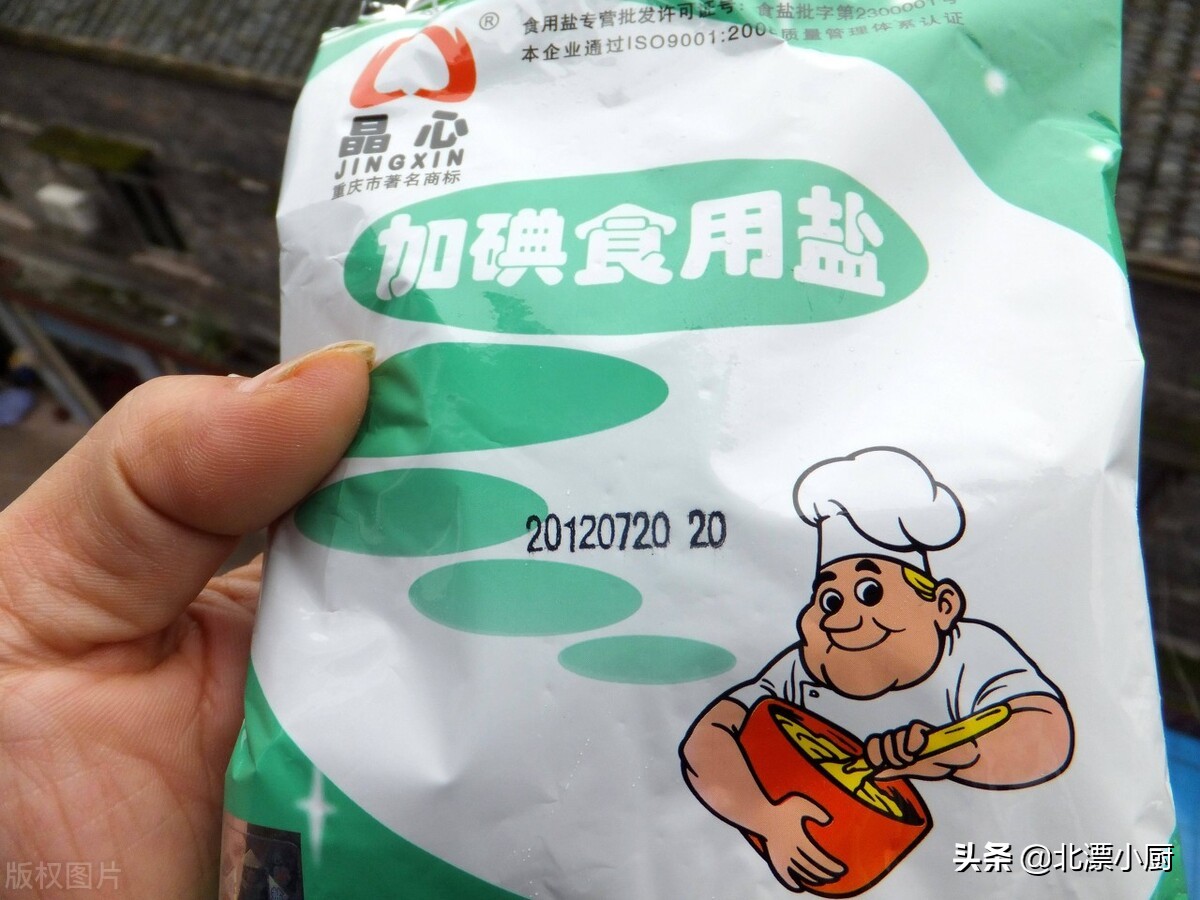 ®
食用盐专营批发许可证号：食盐批字第2300001号
本企业通过ISO9001:200 质量管理体系认证
晶心
JINGXIN
重庆市著名商标
加碘食用盐
20120720 20
版权图片
头条 @北漂小厨